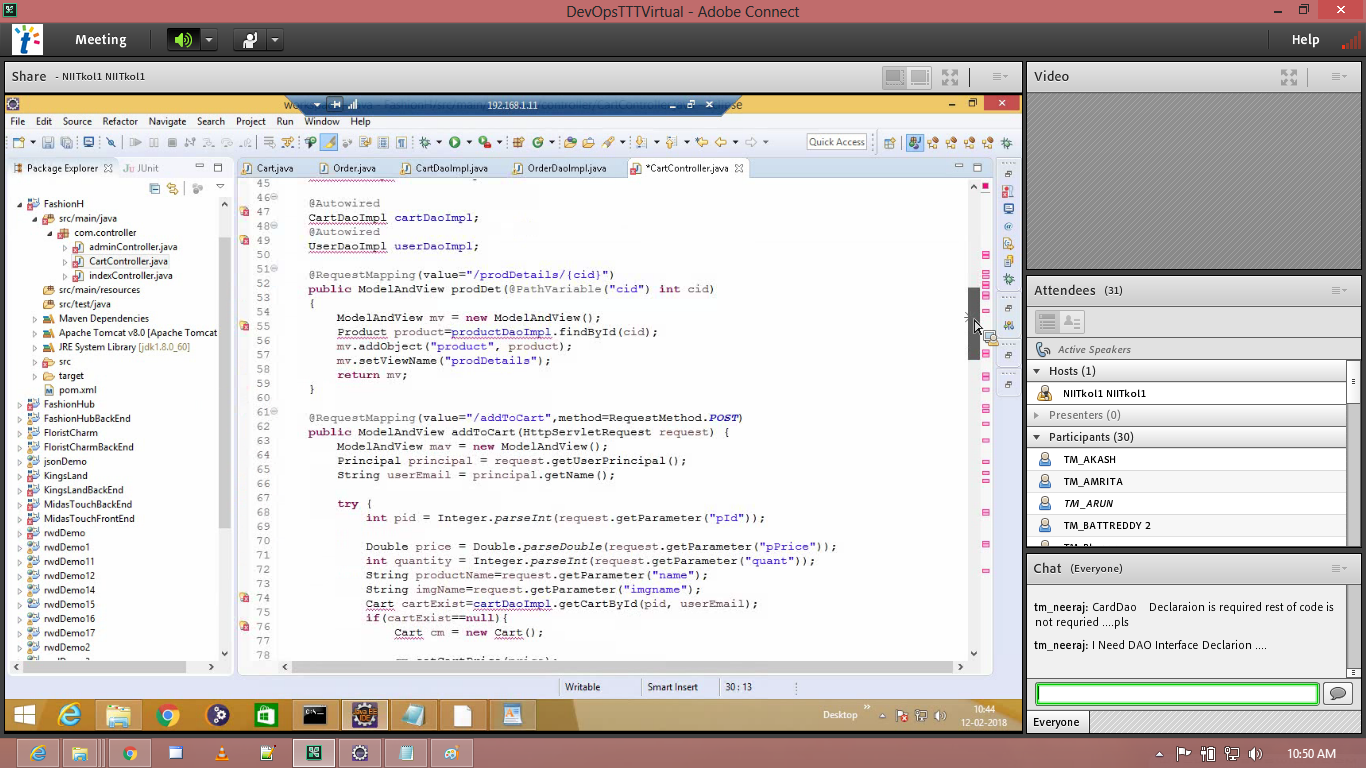 DevOpsTTTVirtual - Adobe Connect
Meeting
Help
Share - NIITkol1 NIITkol1
192.168.1.11
File Edit Source Refactor Navigate Search Project Run Window Help
Quick Access
Package Explorer
JUnit
Cart.java
Order.java
CartDaoImpl.java
OrderDaoImpl.java
*CartController.java
FashionH
src/main/java
com.controller
adminController.java
CartController.java
indexController.java
src/main/resources
src/test/java
Maven Dependencies
Apache Tomcat v8.0 [Apache Tomcat
JRE System Library [jdk1.8.0_60]
src
target
pom.xml
FashionHub
FashionHubBackEnd
FloristCharm
FloristCharmBackEnd
jsonDemo
KingsLand
KingsLandBackEnd
MidasTouchBackEnd
MidasTouchFrontEnd
rwdDemo
rwdDemo1
rwdDemo11
rwdDemo12
rwdDemo14
rwdDemo15
rwdDemo16
rwdDemo17
rwdDemo2
45
46 @Autowired
47 CartDaoImpl cartDaoImpl;
48 @Autowired
49 UserDaoImpl userDaoImpl;
50
51 @RequestMapping(value="/prodDetails/{cid}")
52 public ModelAndView prodDet(@PathVariable("cid") int cid)
53 {
54 ModelAndView mv = new ModelAndView();
55 Product product=productDaoImpl.findById(cid);
56 mv.addObject("product", product);
57 mv.setViewName("prodDetails");
58 return mv;
59 }
60
61 @RequestMapping(value="/addToCart",method=RequestMethod.POST)
62 public ModelAndView addToCart(HttpServletRequest request) {
63 ModelAndView mav = new ModelAndView();
64 Principal principal = request.getUserPrincipal();
65 String userEmail = principal.getName();
66
67 try {
68 int pid = Integer.parseInt(request.getParameter("pId"));
69
70 Double price = Double.parseDouble(request.getParameter("pPrice"));
71 int quantity = Integer.parseInt(request.getParameter("quant"));
72 String productName=request.getParameter("name");
73 String imgName=request.getParameter("imgname");
74 Cart cartExist=cartDaoImpl.getCartById(pid, userEmail);
75 if(cartExist==null){
76 Cart cm = new Cart();
77
78
Writable
Smart Insert
30 : 13
Desktop
10:44
12-02-2018
Video
Attendees (31)
Active Speakers
Hosts (1)
NIITkol1 NIITkol1
Presenters (0)
Participants (30)
TM_AKASH
TM_AMRITA
TM_ARUN
TM_BATTREDDY 2
Chat (Everyone)
tm_neeraj: CardDao Declaraion is required rest of code is
not requried ....pls
tm_neeraj: I Need DAO Interface Declarion ....
Everyone
10:50 AM